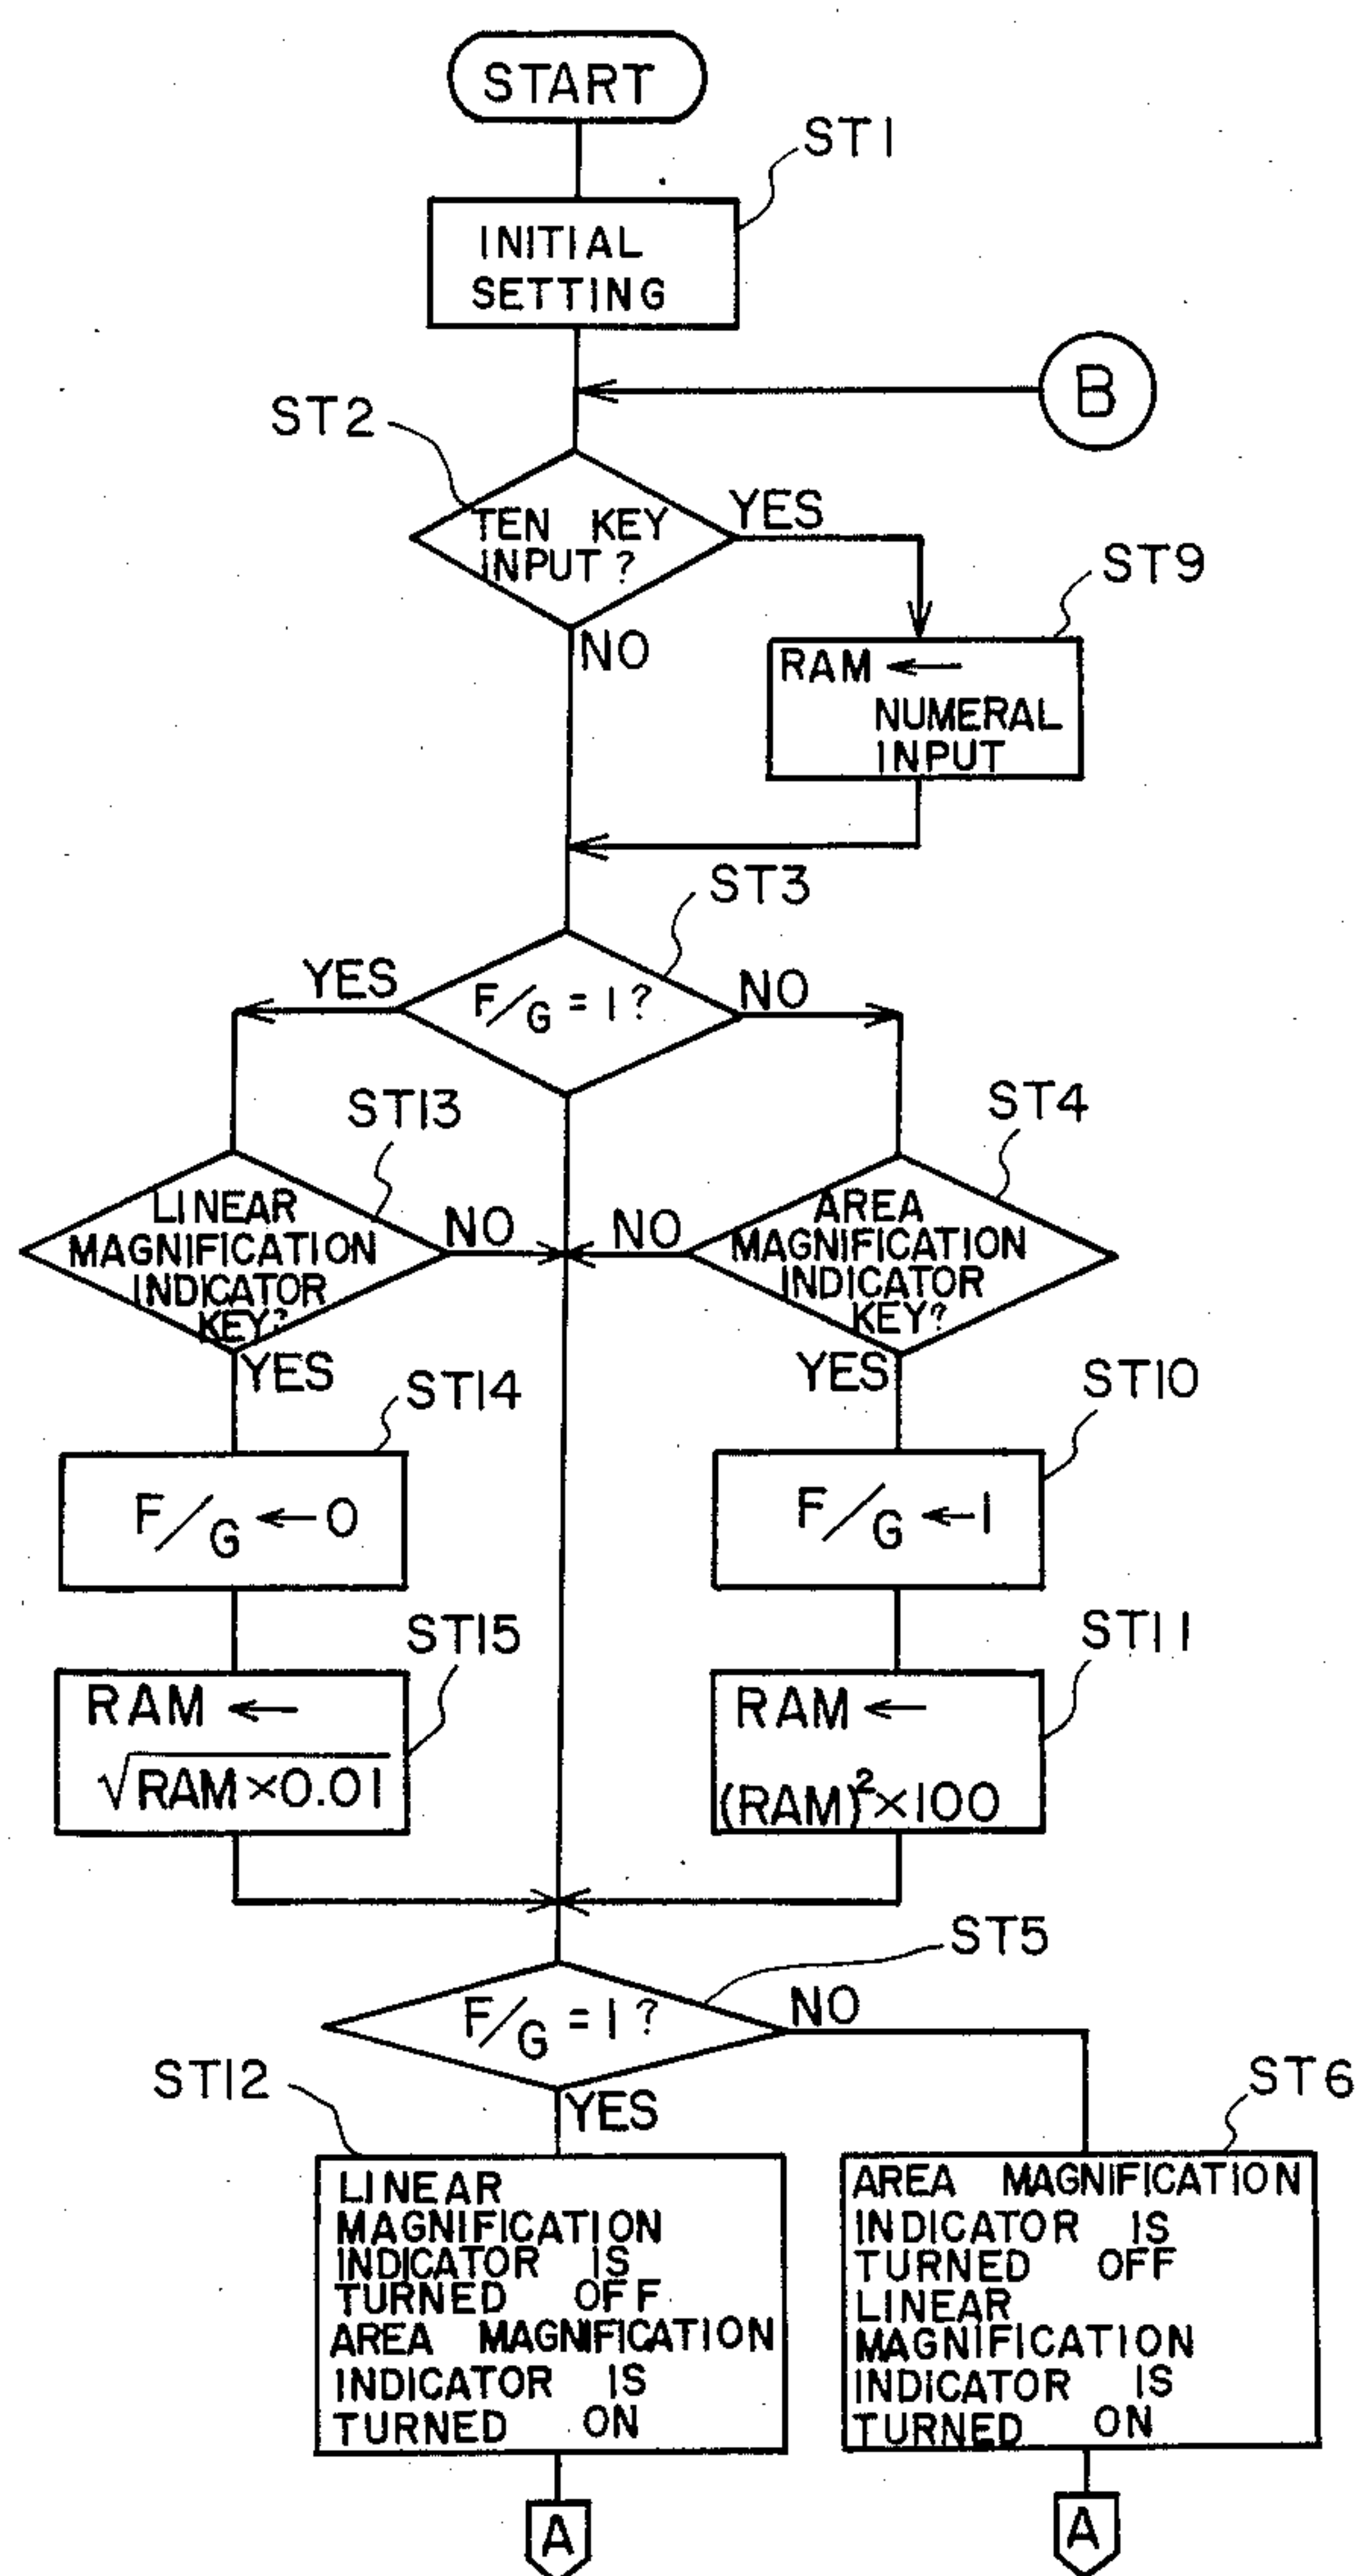 START
ST1
INITIAL
SETTING
B
ST2
TEN KEY
INPUT?
YES
NO
ST9
RAM ←
NUMERAL
INPUT
ST3
F/G = 1?
YES
NO
ST13
LINEAR
MAGNIFICATION
INDICATOR
KEY?
NO
YES
ST4
AREA
MAGNIFICATION
INDICATOR
KEY?
NO
YES
ST14
F/G ← 0
ST10
F/G ← 1
ST15
RAM ←
√RAM × 0.01
ST11
RAM ←
(RAM)² × 100
ST5
F/G = 1?
NO
YES
ST12
LINEAR
MAGNIFICATION
INDICATOR IS
TURNED OFF
AREA MAGNIFICATION
INDICATOR IS
TURNED ON
A
ST6
AREA MAGNIFICATION
INDICATOR IS
TURNED OFF
LINEAR
MAGNIFICATION
INDICATOR IS
TURNED ON
A